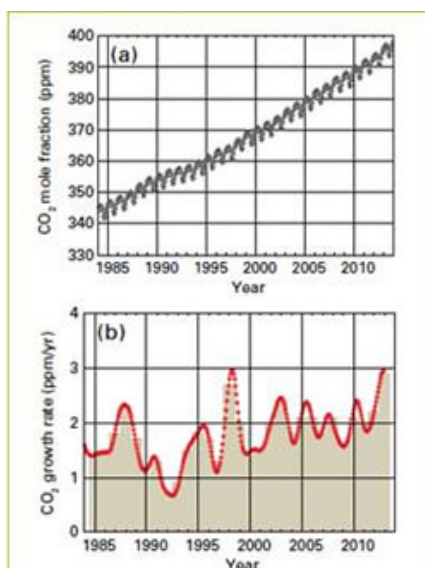 400
(a)
390
380
370
360
350
340
330
CO₂ mole fraction (ppm)
1985 1990 1995 2000 2005 2010
Year
4
(b)
3
2
1
0
CO₂ growth rate (ppm/yr)
1985 1990 1995 2000 2005 2010
Year